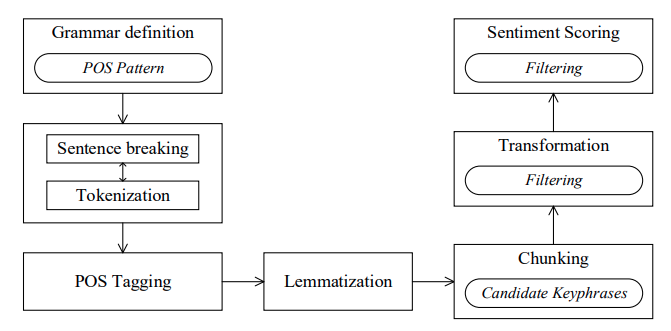 Grammar definition
POS Pattern
Sentence breaking
Tokenization
POS Tagging
Lemmatization
Chunking
Candidate Keyphrases
Transformation
Filtering
Sentiment Scoring
Filtering